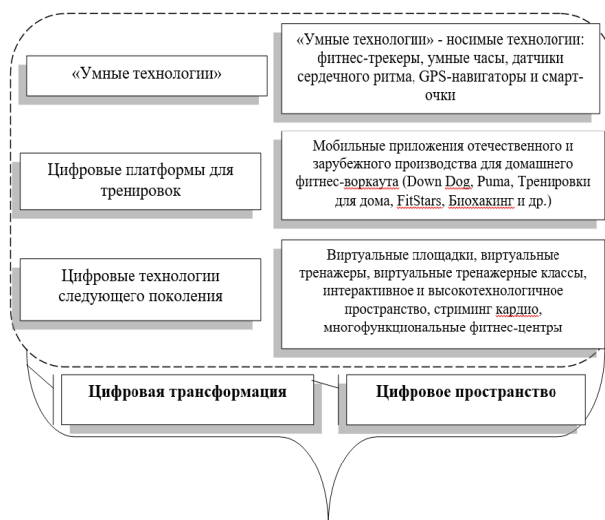 «Умные технологии»
«Умные технологии» - носимые технологии:
фитнес-трекеры, умные часы, датчики
сердечного ритма, GPS-навигаторы и смарт-
очки
Цифровые платформы для
тренировок
Мобильные приложения отечественного и
зарубежного производства для домашнего
фитнес-воркаута (Down Dog, Puma, Тренировки
для дома, FitStars, Биохакинг и др.)
Цифровые технологии
следующего поколения
Виртуальные площадки, виртуальные
тренажеры, виртуальные тренажерные классы,
интерактивное и высокотехнологичное
пространство, стриминг кардио,
многофункциональные фитнес-центры
Цифровая трансформация
Цифровое пространство